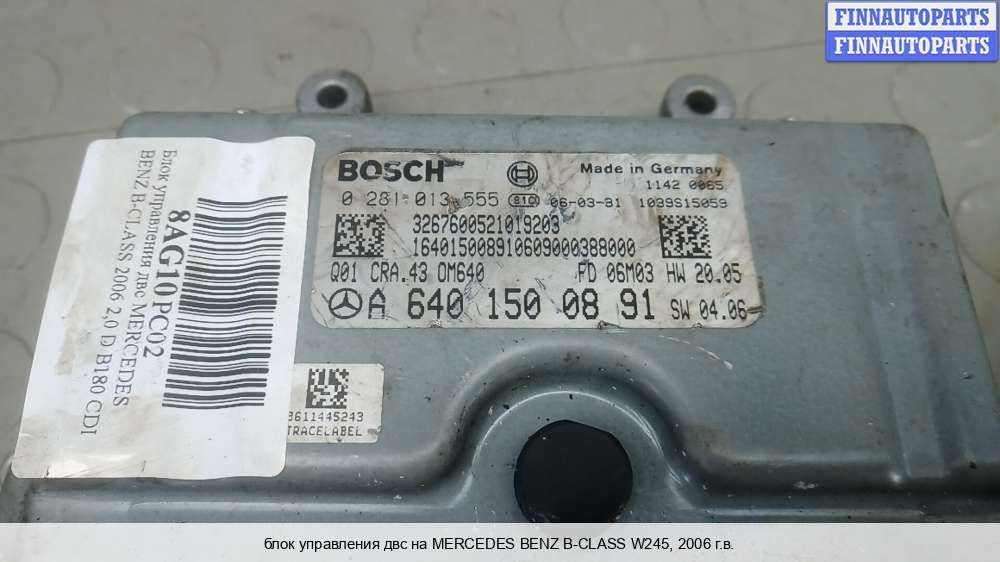 FINNAUTOPARTS
FINNAUTOPARTS
Блок управления двс MERCEDES
BENZ B-CLASS 2006 2,0 D B180 CDI
8AG10PC02
BOSCH
Made in Germany
1142 0065
0 281 013 555
06-03-31 1039S15059
3267600521019203
164015008910609000388000
Q01 CRA.43 OM640
FD 06M03 HW 20.05
A 640 150 08 91 SW 04.06
3611445243
TRACELABEL
блок управления двс на MERCEDES BENZ B-CLASS W245, 2006 г.в.